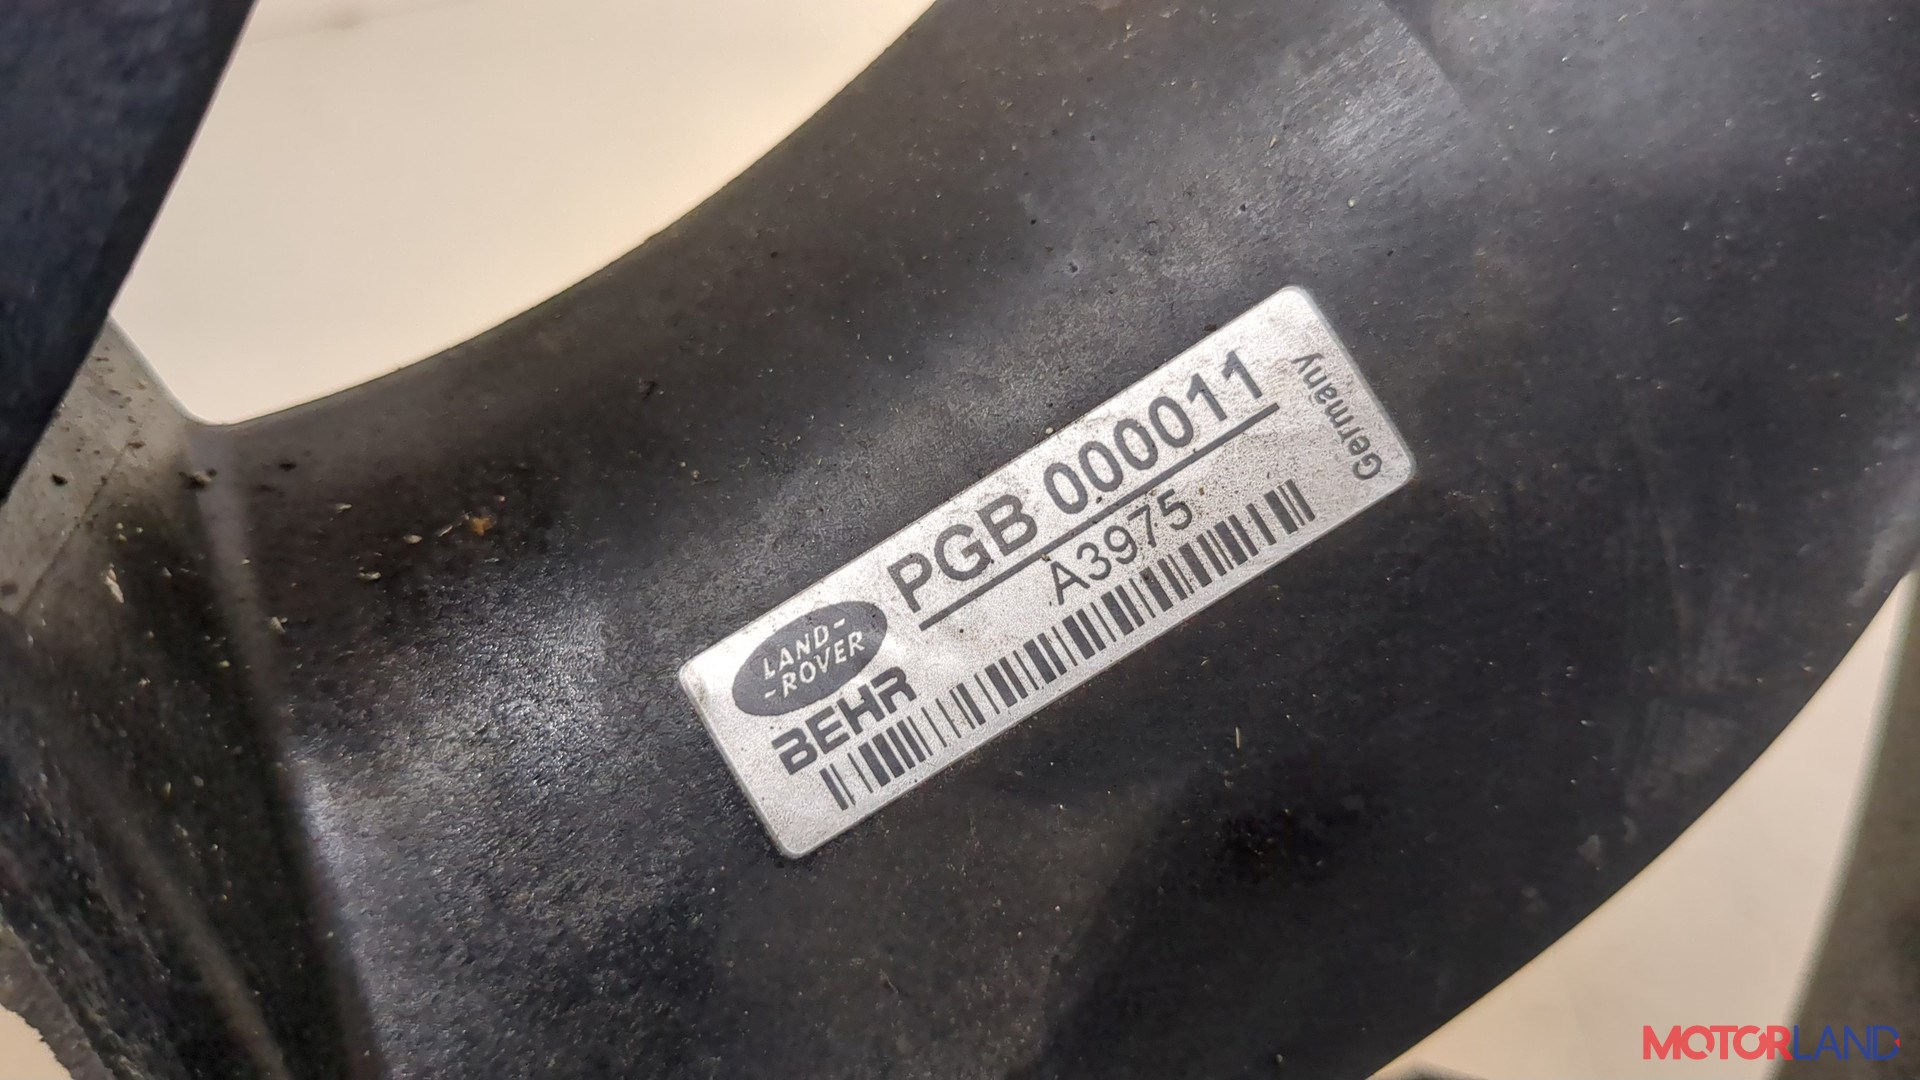 LAND-
-ROVER
PGB 000011
A3975
BEHR
Germany
MOTORLAND